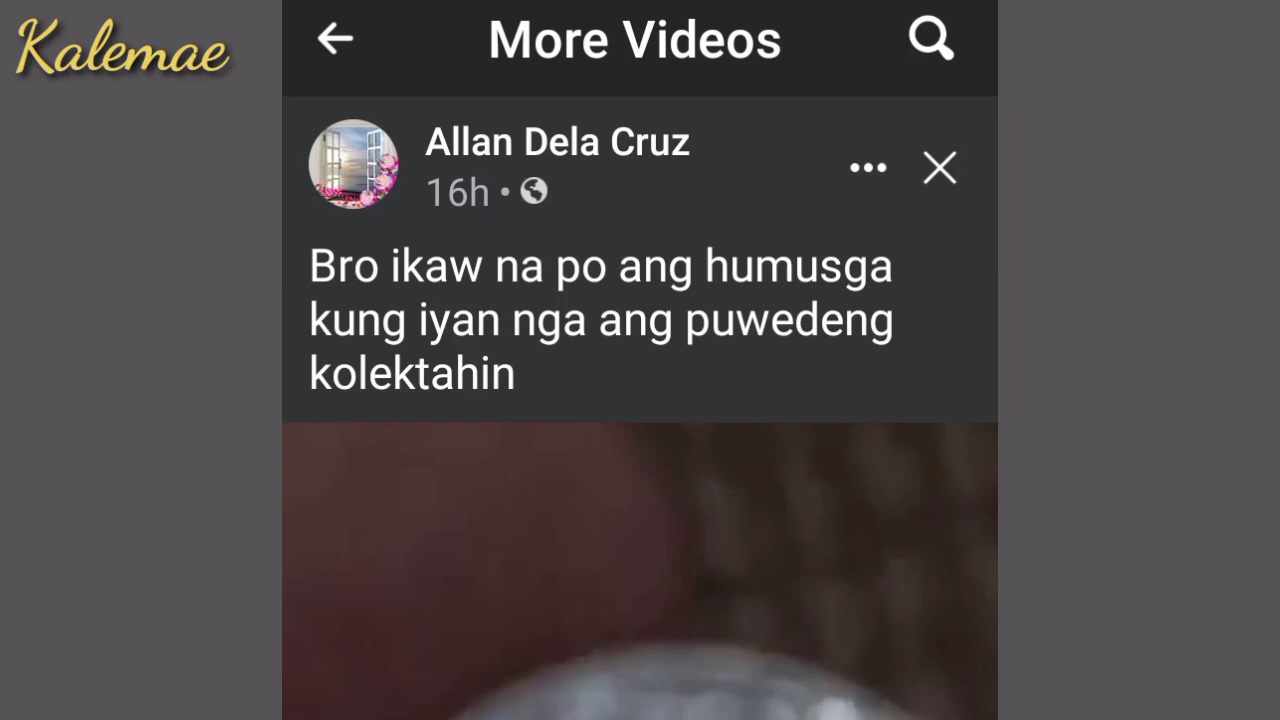 Kalemae
More Videos
Allan Dela Cruz
16h •
Bro ikaw na po ang humusga
kung iyan nga ang puwedeng
kolektahin